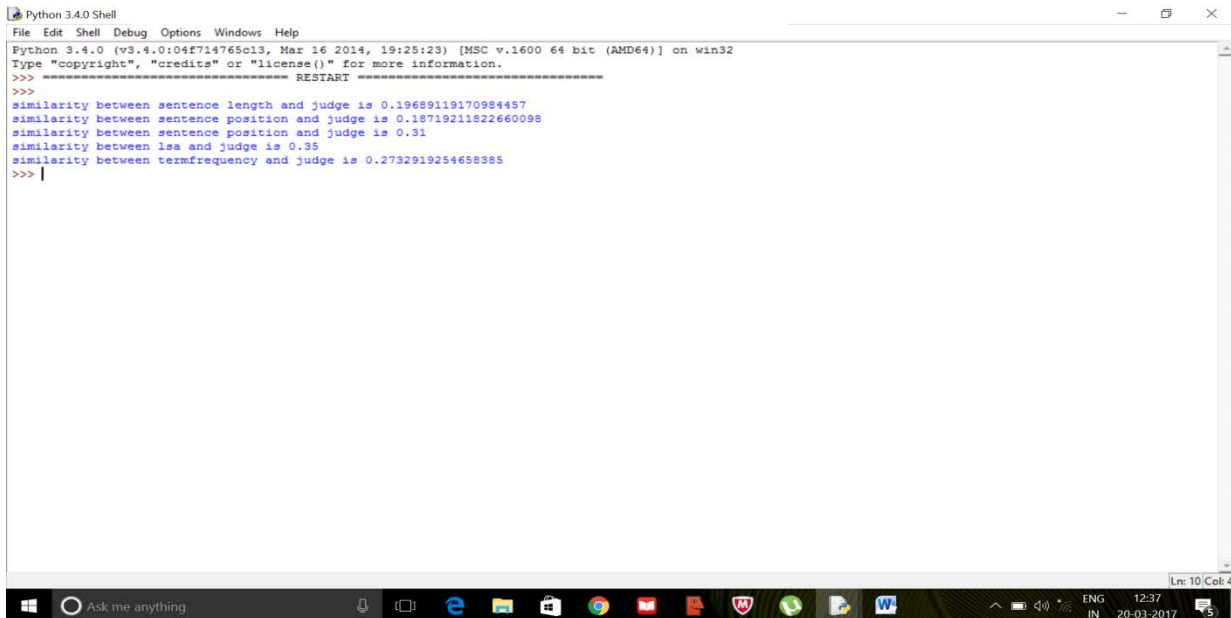 Python 3.4.0 Shell
File Edit Shell Debug Options Windows Help
Python 3.4.0 (v3.4.0:04f714765c13, Mar 16 2014, 19:25:23) [MSC v.1600 64 bit (AMD64)] on win32
Type "copyright", "credits" or "license()" for more information.
>>> ================================ RESTART ================================
>>>
similarity between sentence length and judge is 0.19689119170984457
similarity between sentence position and judge is 0.18719211822660098
similarity between sentence position and judge is 0.31
similarity between lsa and judge is 0.35
similarity between termfrequency and judge is 0.2732919254658385
>>>
Ln: 10 Col: 4
Ask me anything
ENG 12:37
IN 20-03-2017